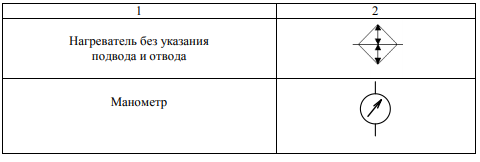 1 2
Нагреватель без указания
подвода и отвода
Манометр